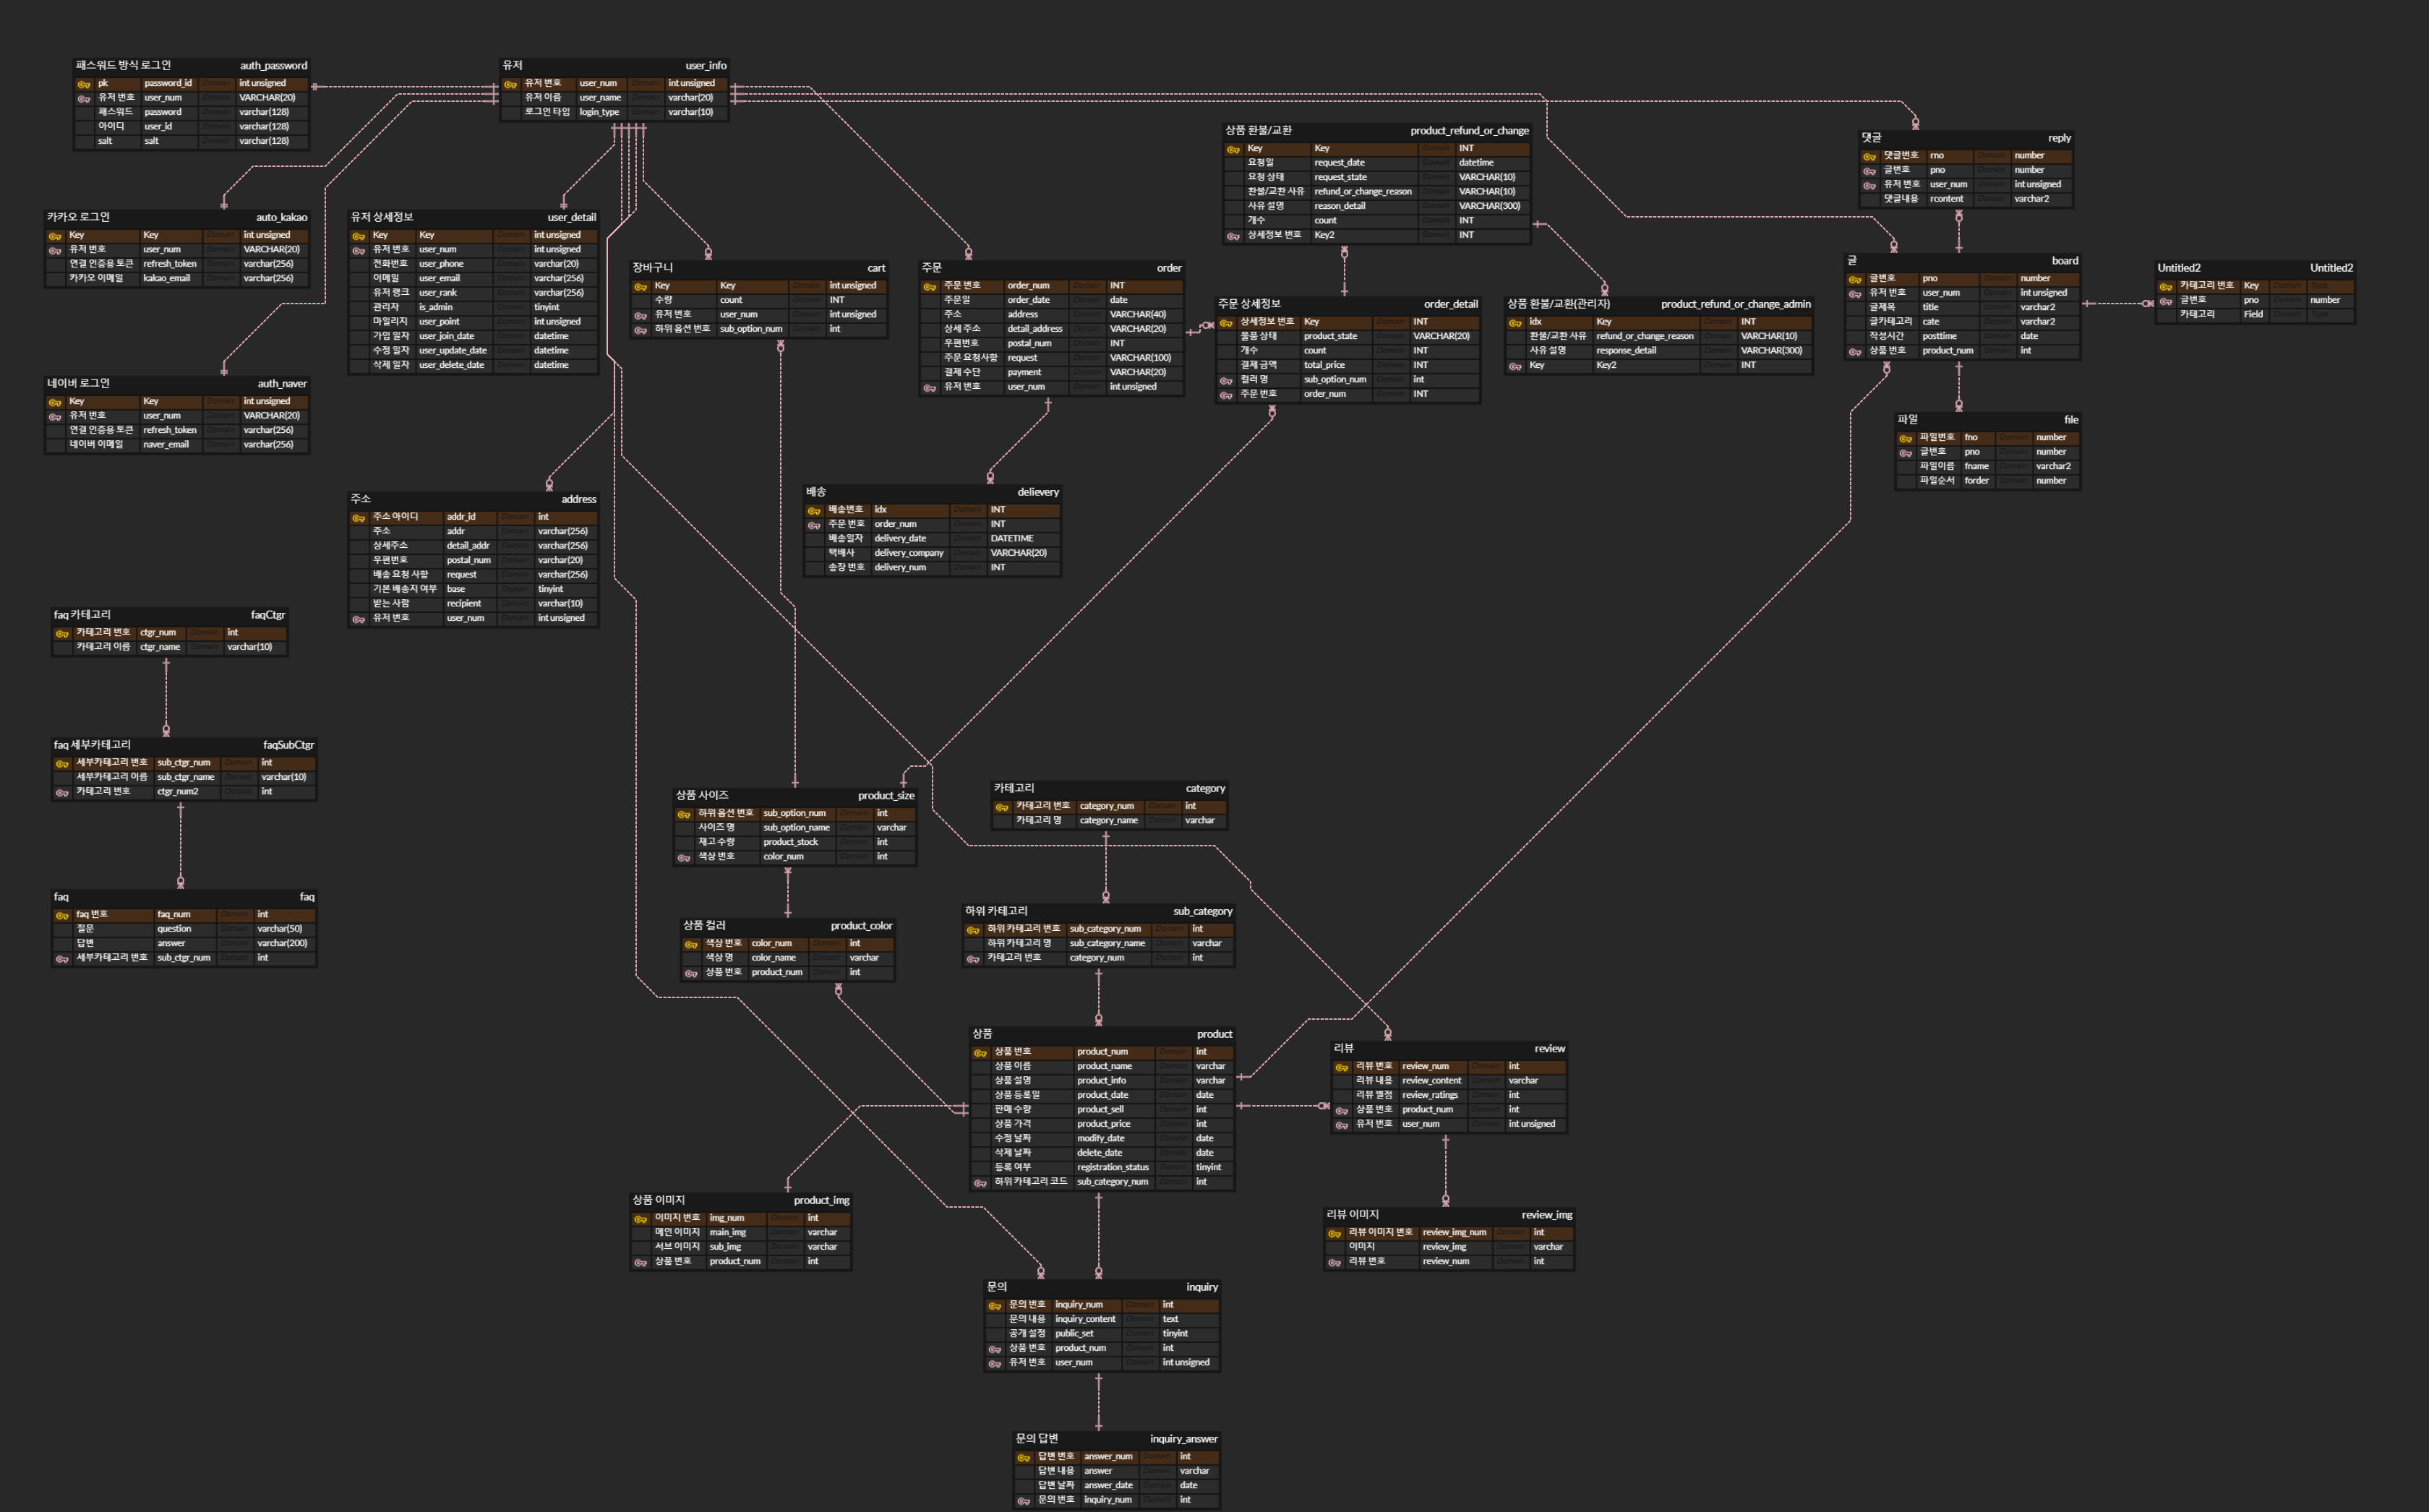 패스워드 방식 로그인 auth_password
pk password_id Domain int unsigned
유저 번호 user_num Domain VARCHAR(20)
패스워드 password Domain varchar(128)
아이디 user_id Domain varchar(128)
salt salt Domain varchar(128)
유저 user_info
유저 번호 user_num Domain int unsigned
유저 이름 user_name Domain varchar(20)
로그인 타입 login_type Domain varchar(10)
상품 환불/교환 product_refund_or_change
Key Key Domain INT
요청일 request_date Domain datetime
요청 상태 request_state Domain VARCHAR(10)
환불/교환 사유 refund_or_change_reason Domain VARCHAR(10)
사유 설명 reason_detail Domain VARCHAR(300)
개수 count Domain INT
상세정보 번호 Key2 Domain INT
댓글 reply
댓글번호 rno Domain number
글번호 pno Domain number
유저 번호 user_num Domain int unsigned
댓글내용 rcontent Domain varchar2
카카오 로그인 auto_kakao
Key Key Domain int unsigned
유저 번호 user_num Domain VARCHAR(20)
연결 인증용 토큰 refresh_token Domain varchar(256)
카카오 이메일 kakao_email Domain varchar(256)
유저 상세정보 user_detail
Key Key Domain int unsigned
유저 번호 user_num Domain int unsigned
전화번호 user_phone Domain varchar(20)
이메일 user_email Domain varchar(256)
유저 랭크 user_rank Domain varchar(256)
관리자 is_admin Domain tinyint
마일리지 user_point Domain int unsigned
가입 일자 user_join_date Domain datetime
수정 일자 user_update_date Domain datetime
삭제 일자 user_delete_date Domain datetime
장바구니 cart
Key Key Domain int unsigned
수량 count Domain INT
유저 번호 user_num Domain int unsigned
하위 옵션 번호 sub_option_num Domain int
주문 order
주문 번호 order_num Domain INT
주문일 order_date Domain date
주소 address Domain VARCHAR(40)
상세 주소 detail_address Domain VARCHAR(20)
우편번호 postal_num Domain INT
주문 요청사항 request Domain VARCHAR(100)
결제 수단 payment Domain VARCHAR(20)
유저 번호 user_num Domain int unsigned
주문 상세정보 order_detail
상세정보 번호 Key Domain INT
물품 상태 product_state Domain VARCHAR(20)
개수 count Domain INT
결제 금액 total_price Domain INT
컬러 명 sub_option_num Domain int
주문 번호 order_num Domain INT
상품 환불/교환(관리자) product_refund_or_change_admin
idx Key Domain INT
환불/교환 사유 refund_or_change_reason Domain VARCHAR(10)
사유 설명 response_detail Domain VARCHAR(300)
Key Key2 Domain INT
글 board
글번호 pno Domain number
유저 번호 user_num Domain int unsigned
글제목 title Domain varchar2
글카테고리 cate Domain varchar2
작성시간 posttime Domain date
상품 번호 product_num Domain int
Untitled2 Untitled2
카테고리 번호 Key Domain Type
글번호 pno Domain number
카테고리 Field Domain Type
네이버 로그인 auth_naver
Key Key Domain int unsigned
유저 번호 user_num Domain VARCHAR(20)
연결 인증용 토큰 refresh_token Domain varchar(256)
네이버 이메일 naver_email Domain varchar(256)
파일 file
파일번호 fno Domain number
글번호 pno Domain number
파일이름 fname Domain varchar2
파일순서 forder Domain number
주소 address
주소 아이디 addr_id Domain int
주소 addr Domain varchar(256)
상세주소 detail_addr Domain varchar(256)
우편번호 postal_num Domain varchar(20)
배송 요청 사항 request Domain varchar(256)
기본 배송지 여부 base Domain tinyint
받는 사람 recipient Domain varchar(10)
유저 번호 user_num Domain int unsigned
배송 delievery
배송번호 idx Domain INT
주문 번호 order_num Domain INT
배송일자 delivery_date Domain DATETIME
택배사 delivery_company Domain VARCHAR(20)
송장 번호 delivery_num Domain INT
faq 카테고리 faqCtgr
카테고리 번호 ctgr_num Domain int
카테고리 이름 ctgr_name Domain varchar(10)
faq 세부카테고리 faqSubCtgr
세부카테고리 번호 sub_ctgr_num Domain int
세부카테고리 이름 sub_ctgr_name Domain varchar(10)
카테고리 번호 ctgr_num2 Domain int
faq faq
faq 번호 faq_num Domain int
질문 question Domain varchar(50)
답변 answer Domain varchar(200)
세부카테고리 번호 sub_ctgr_num Domain int
상품 사이즈 product_size
하위 옵션 번호 sub_option_num Domain int
사이즈 명 sub_option_name Domain varchar
재고 수량 product_stock Domain int
색상 번호 color_num Domain int
카테고리 category
카테고리 번호 category_num Domain int
카테고리 명 category_name Domain varchar
상품 컬러 product_color
색상 번호 color_num Domain int
색상 명 color_name Domain varchar
상품 번호 product_num Domain int
하위 카테고리 sub_category
하위 카테고리 번호 sub_category_num Domain int
하위 카테고리 명 sub_category_name Domain varchar
카테고리 번호 category_num Domain int
상품 product
상품 번호 product_num Domain int
상품 이름 product_name Domain varchar
상품 설명 product_info Domain varchar
상품 등록일 product_date Domain date
판매 수량 product_sell Domain int
상품 가격 product_price Domain int
수정 날짜 modify_date Domain date
삭제 날짜 delete_date Domain date
등록 여부 registration_status Domain tinyint
하위 카테고리 코드 sub_category_num Domain int
리뷰 review
리뷰 번호 review_num Domain int
리뷰 내용 review_content Domain varchar
리뷰 별점 review_ratings Domain int
상품 번호 product_num Domain int
유저 번호 user_num Domain int unsigned
상품 이미지 product_img
이미지 번호 img_num Domain int
메인 이미지 main_img Domain varchar
서브 이미지 sub_img Domain varchar
상품 번호 product_num Domain int
리뷰 이미지 review_img
리뷰 이미지 번호 review_img_num Domain int
이미지 review_img Domain varchar
리뷰 번호 review_num Domain int
문의 inquiry
문의 번호 inquiry_num Domain int
문의 내용 inquiry_content Domain text
공개 설정 public_set Domain tinyint
상품 번호 product_num Domain int
유저 번호 user_num Domain int unsigned
문의 답변 inquiry_answer
답변 번호 answer_num Domain int
답변 내용 answer Domain varchar
답변 날짜 answer_date Domain date
문의 번호 inquiry_num Domain int